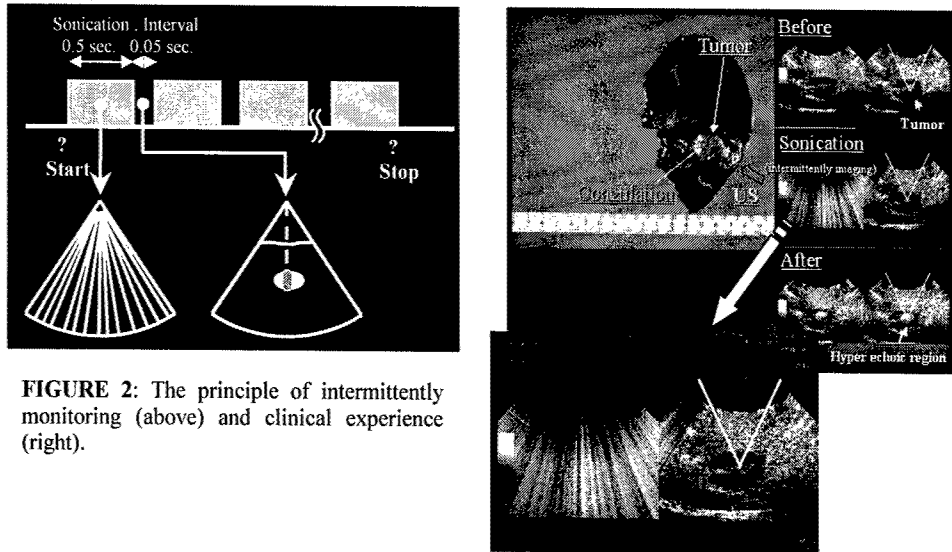 Sonication . Interval
0.5 sec. 0.05 sec.
?
Start
?
Stop
FIGURE 2: The principle of intermittently
monitoring (above) and clinical experience
(right).
Tumor
Coagulation
US
Before
Tumor
Sonication
(intermittently imaging)
After
Hyper echoic region